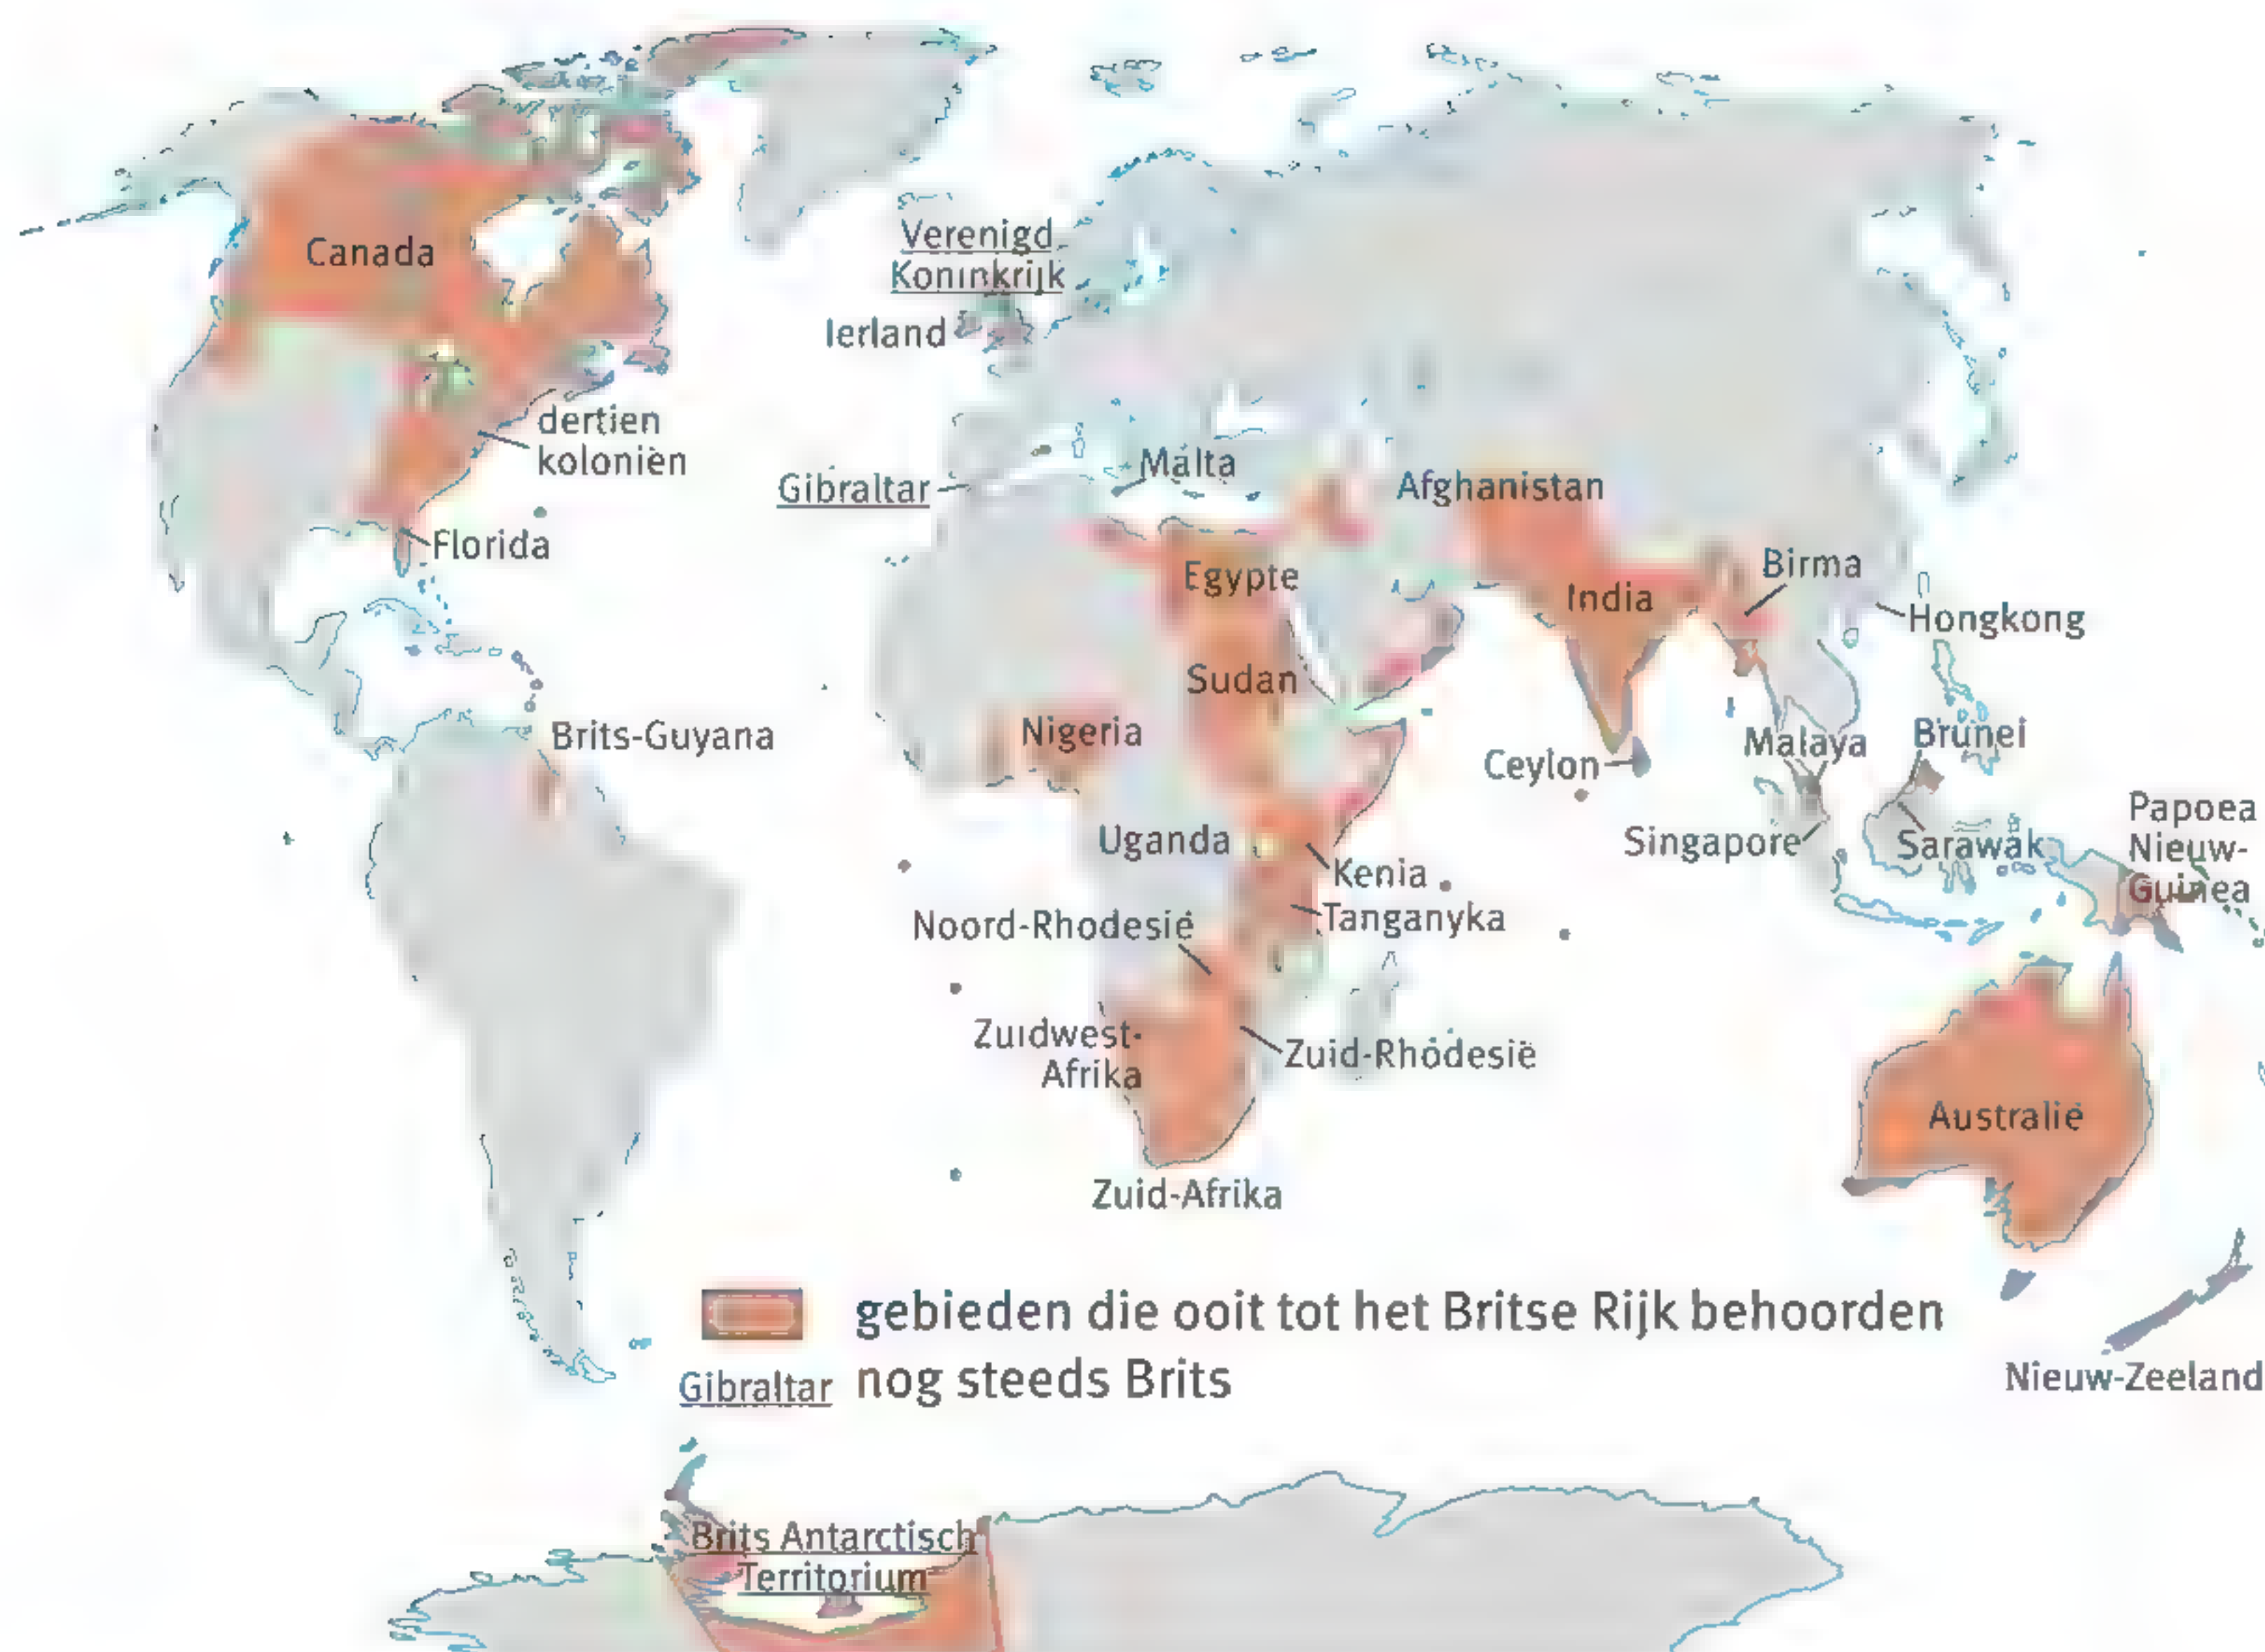 Canada
Verenigd
Koninkrijk
Ierland
dertien
koloniën
Gibraltar
Malta
Afghanistan
Florida
Egypte
India
Birma
Hongkong
Sudan
Brits-Guyana
Nigeria
Ceylon
Malaya
Brunei
Uganda
Singapore
Sarawak
Papoea
Nieuw-
Guinea
Kenia
Noord-Rhodesië
Tanganyka
Zuidwest-
Afrika
Zuid-Rhodesië
Australië
Zuid-Afrika
gebieden die ooit tot het Britse Rijk behoorden
Gibraltar nog steeds Brits
Nieuw-Zeeland
Brits Antarctisch
Territorium